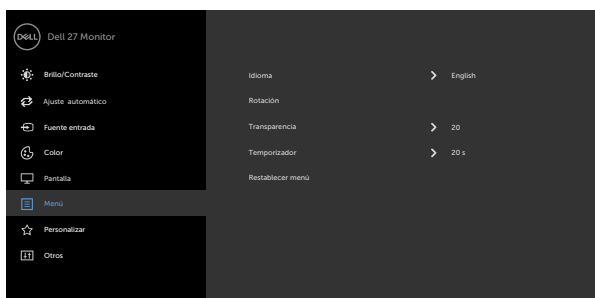 DELL
Dell 27 Monitor
Brillo/Contraste
Ajuste automático
Fuente entrada
Color
Pantalla
Menú
Personalizar
Otros
Idioma
English
Rotación
Transparencia
20
Temporizador
20 s
Restablecer menú